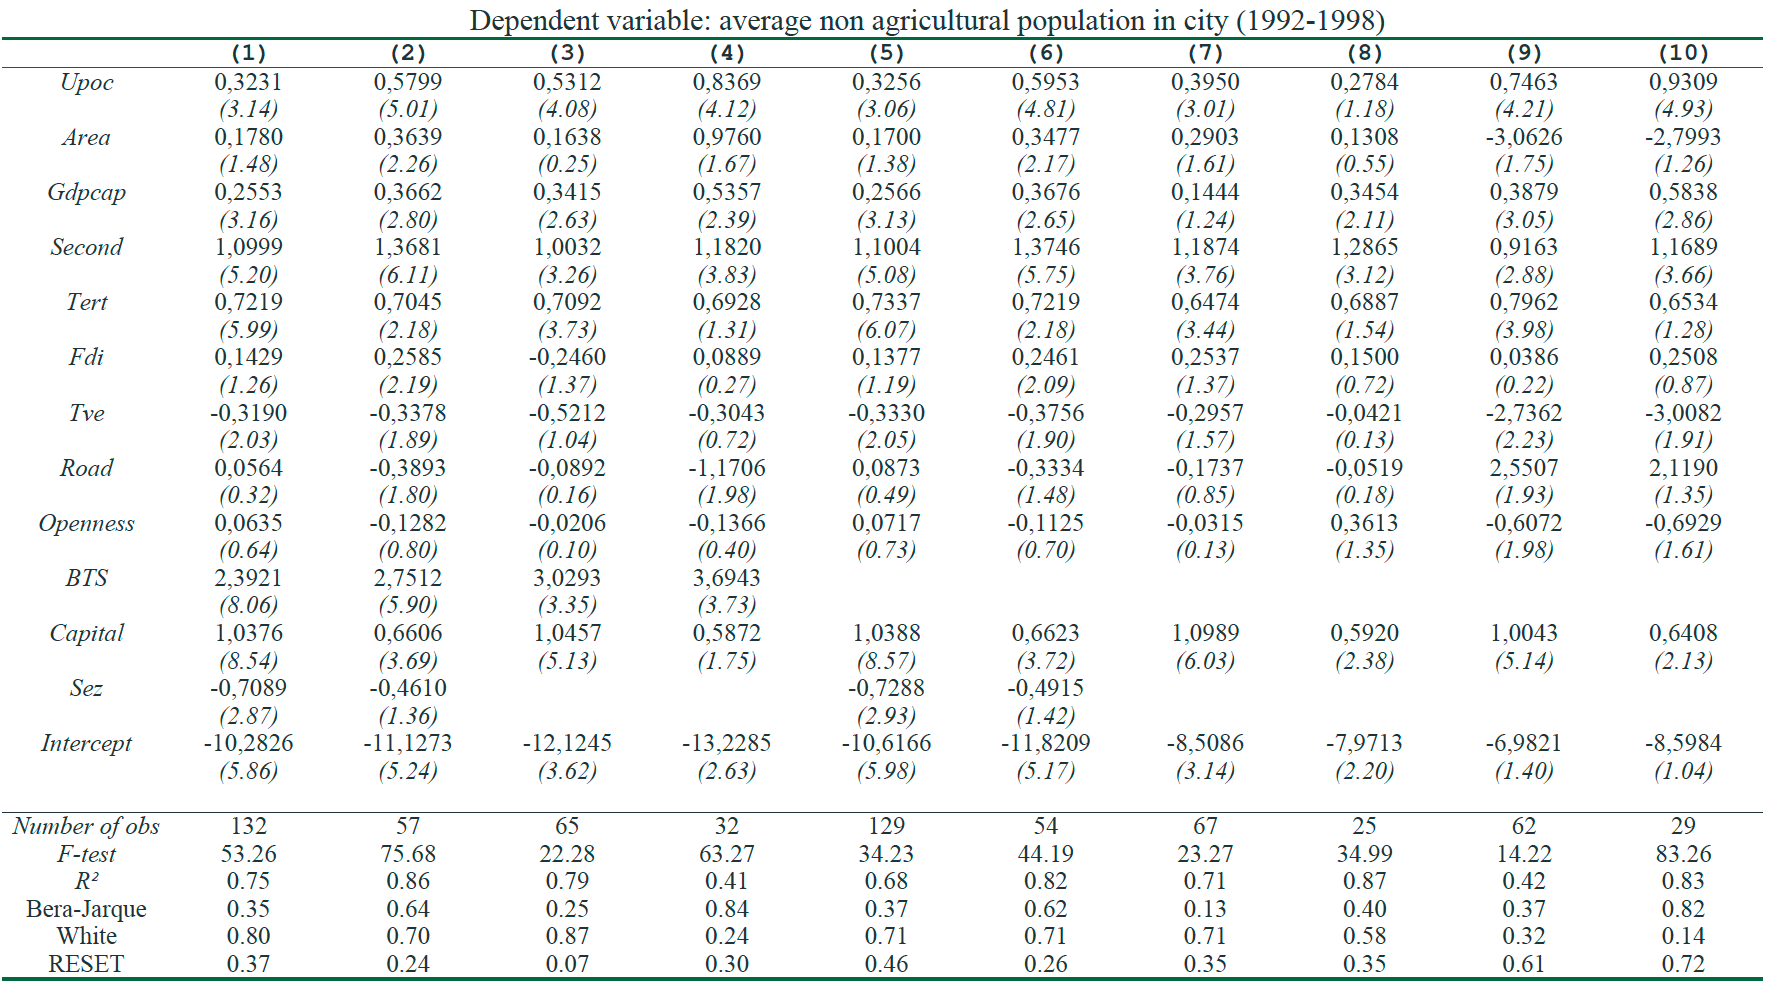 Dependent variable: average non agricultural population in city (1992-1998)
(1) (2) (3) (4) (5) (6) (7) (8) (9) (10)
Upoc 0,3231 0,5799 0,5312 0,8369 0,3256 0,5953 0,3950 0,2784 0,7463 0,9309
(3.14) (5.01) (4.08) (4.12) (3.06) (4.81) (3.01) (1.18) (4.21) (4.93)
Area 0,1780 0,3639 0,1638 0,9760 0,1700 0,3477 0,2903 0,1308 -3,0626 -2,7993
(1.48) (2.26) (0.25) (1.67) (1.38) (2.17) (1.61) (0.55) (1.75) (1.26)
Gdpcap 0,2553 0,3662 0,3415 0,5357 0,2566 0,3676 0,1444 0,3454 0,3879 0,5838
(3.16) (2.80) (2.63) (2.39) (3.13) (2.65) (1.24) (2.11) (3.05) (2.86)
Second 1,0999 1,3681 1,0032 1,1820 1,1004 1,3746 1,1874 1,2865 0,9163 1,1689
(5.20) (6.11) (3.26) (3.83) (5.08) (5.75) (3.76) (3.12) (2.88) (3.66)
Tert 0,7219 0,7045 0,7092 0,6928 0,7337 0,7219 0,6474 0,6887 0,7962 0,6534
(5.99) (2.18) (3.73) (1.31) (6.07) (2.18) (3.44) (1.54) (3.98) (1.28)
Fdi 0,1429 0,2585 -0,2460 0,0889 0,1377 0,2461 0,2537 0,1500 0,0386 0,2508
(1.26) (2.19) (1.37) (0.27) (1.19) (2.09) (1.37) (0.72) (0.22) (0.87)
Tve -0,3190 -0,3378 -0,5212 -0,3043 -0,3330 -0,3756 -0,2957 -0,0421 -2,7362 -3,0082
(2.03) (1.89) (1.04) (0.72) (2.05) (1.90) (1.57) (0.13) (2.23) (1.91)
Road 0,0564 -0,3893 -0,0892 -1,1706 0,0873 -0,3334 -0,1737 -0,0519 2,5507 2,1190
(0.32) (1.80) (0.16) (1.98) (0.49) (1.48) (0.85) (0.18) (1.93) (1.35)
Openness 0,0635 -0,1282 -0,0206 -0,1366 0,0717 -0,1125 -0,0315 0,3613 -0,6072 -0,6929
(0.64) (0.80) (0.10) (0.40) (0.73) (0.70) (0.13) (1.35) (1.98) (1.61)
BTS 2,3921 2,7512 3,0293 3,6943
(8.06) (5.90) (3.35) (3.73)
Capital 1,0376 0,6606 1,0457 0,5872 1,0388 0,6623 1,0989 0,5920 1,0043 0,6408
(8.54) (3.69) (5.13) (1.75) (8.57) (3.72) (6.03) (2.38) (5.14) (2.13)
Sez -0,7089 -0,4610 -0,7288 -0,4915
(2.87) (1.36) (2.93) (1.42)
Intercept -10,2826 -11,1273 -12,1245 -13,2285 -10,6166 -11,8209 -8,5086 -7,9713 -6,9821 -8,5984
(5.86) (5.24) (3.62) (2.63) (5.98) (5.17) (3.14) (2.20) (1.40) (1.04)
Number of obs 132 57 65 32 129 54 67 25 62 29
F-test 53.26 75.68 22.28 63.27 34.23 44.19 23.27 34.99 14.22 83.26
R² 0.75 0.86 0.79 0.41 0.68 0.82 0.71 0.87 0.42 0.83
Bera-Jarque 0.35 0.64 0.25 0.84 0.37 0.62 0.13 0.40 0.37 0.82
White 0.80 0.70 0.87 0.24 0.71 0.71 0.71 0.58 0.32 0.14
RESET 0.37 0.24 0.07 0.30 0.46 0.26 0.35 0.35 0.61 0.72